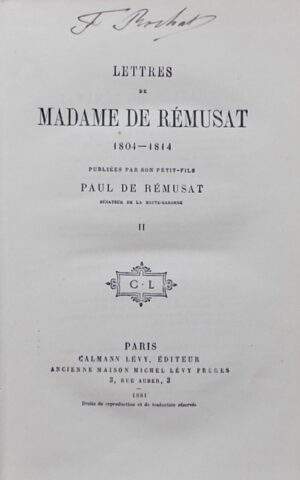 F Rochat
LETTRES
DE
MADAME DE RÉMUSAT
1804—1814
PUBLIÉES PAR SON PETIT-FILS
PAUL DE RÉMUSAT
SÉNATEUR DE LA HAUTE-GARONNE
II
C·L
PARIS
CALMANN LÉVY, ÉDITEUR
ANCIENNE MAISON MICHEL LÉVY FRÈRES
3, RUE AUBER, 3
1881
Droits de reproduction et de traduction réservés